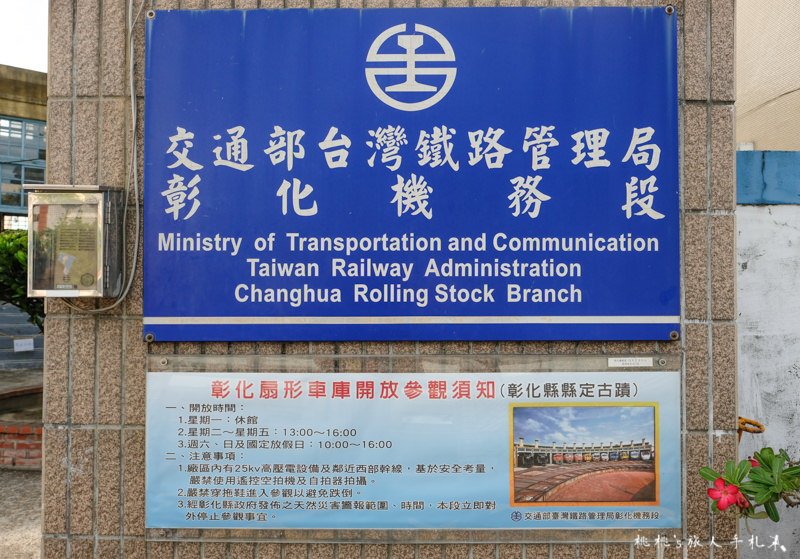 交通部台灣鐵路管理局
彰化機務段
Ministry of Transportation and Communication
Taiwan Railway Administration
Changhua Rolling Stock Branch
彰化扇形車庫開放參觀須知(彰化縣縣定古蹟)
一、開放時間:
1.星期一:休館
2.星期二~星期五:13:00~16:00
3.週六、日及國定放假日:10:00~16:00
二、注意事項:
1.廠區內有25kv高壓電設備及鄰近西部幹線,基於安全考量,
嚴禁使用遙控空拍機及自拍器拍攝。
2.嚴禁穿拖鞋進入參觀以避免跌倒。
3.經彰化縣政府發佈之天然災害警報範圍、時間,本段立即對
外停止參觀事宜。
交通部臺灣鐵路管理局彰化機務段
桃桃's旅人手札